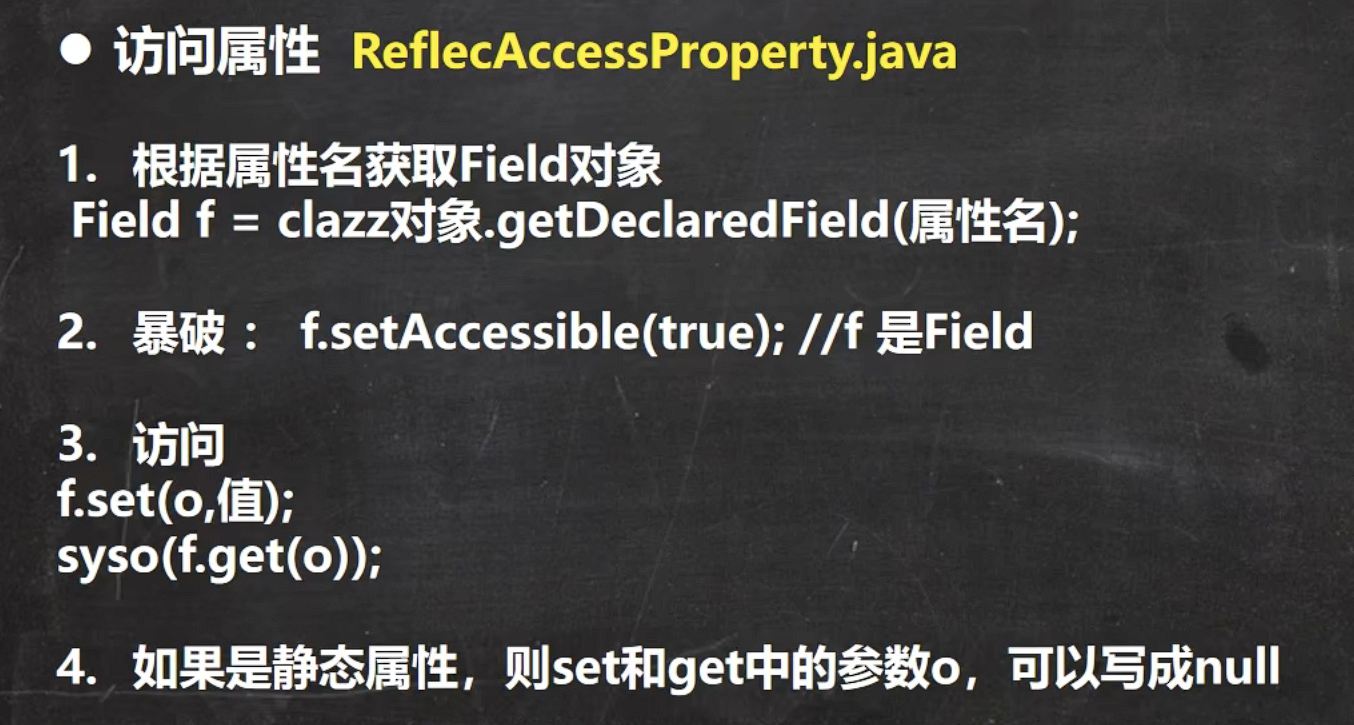 ● 访问属性 ReflecAccessProperty.java
1. 根据属性名获取Field对象
Field f = clazz对象.getDeclaredField(属性名);
2. 暴破 : f.setAccessible(true); //f 是Field
3. 访问
f.set(o,值);
syso(f.get(o));
4. 如果是静态属性，则set和get中的参数o，可以写成null